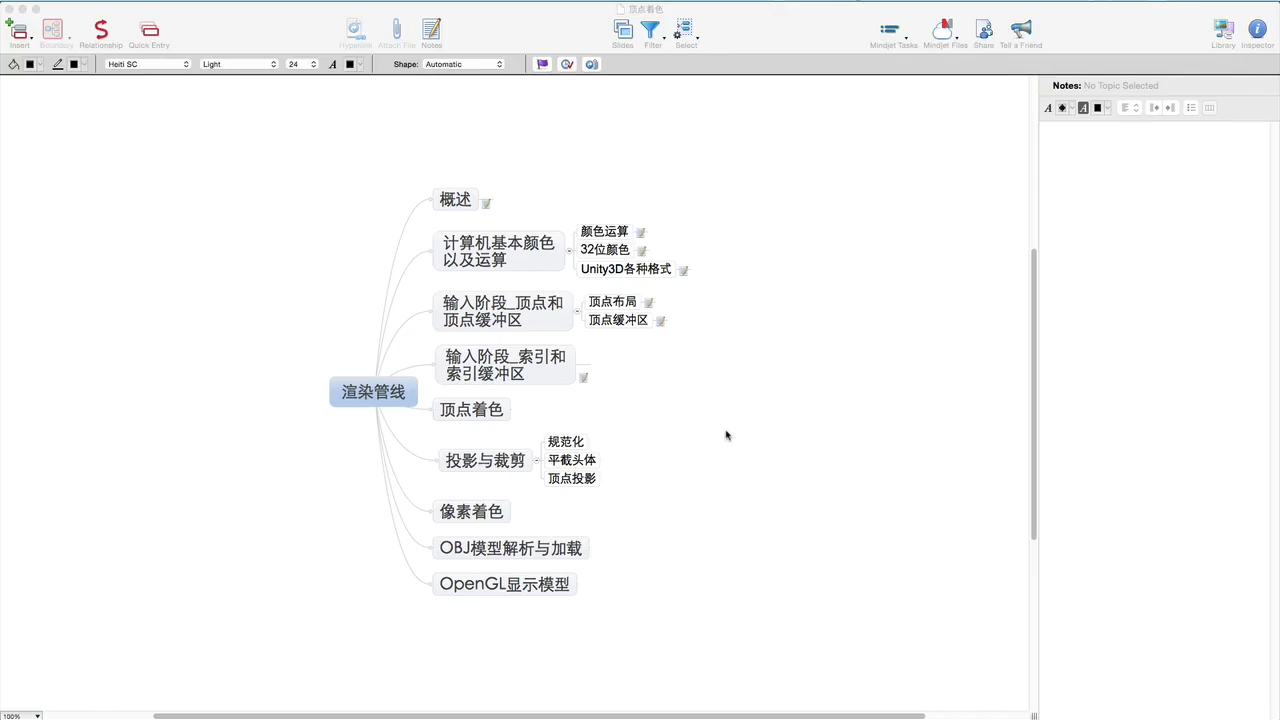 顶点着色
Insert
Boundary
Relationship
Quick Entry
Hyperlink
Attach File
Notes
Slides
Filter
Select
Mindjet Tasks
Mindjet Files
Share
Tell a Friend
Library
Inspector
Heiti SC
Light
24
A
Shape:
Automatic
Notes: No Topic Selected
概述
计算机基本颜色
以及运算
颜色运算
32位颜色
Unity3D各种格式
输入阶段_顶点和
顶点缓冲区
顶点布局
顶点缓冲区
输入阶段_索引和
索引缓冲区
渲染管线
顶点着色
投影与裁剪
规范化
平截头体
顶点投影
像素着色
OBJ模型解析与加载
OpenGL显示模型
100%